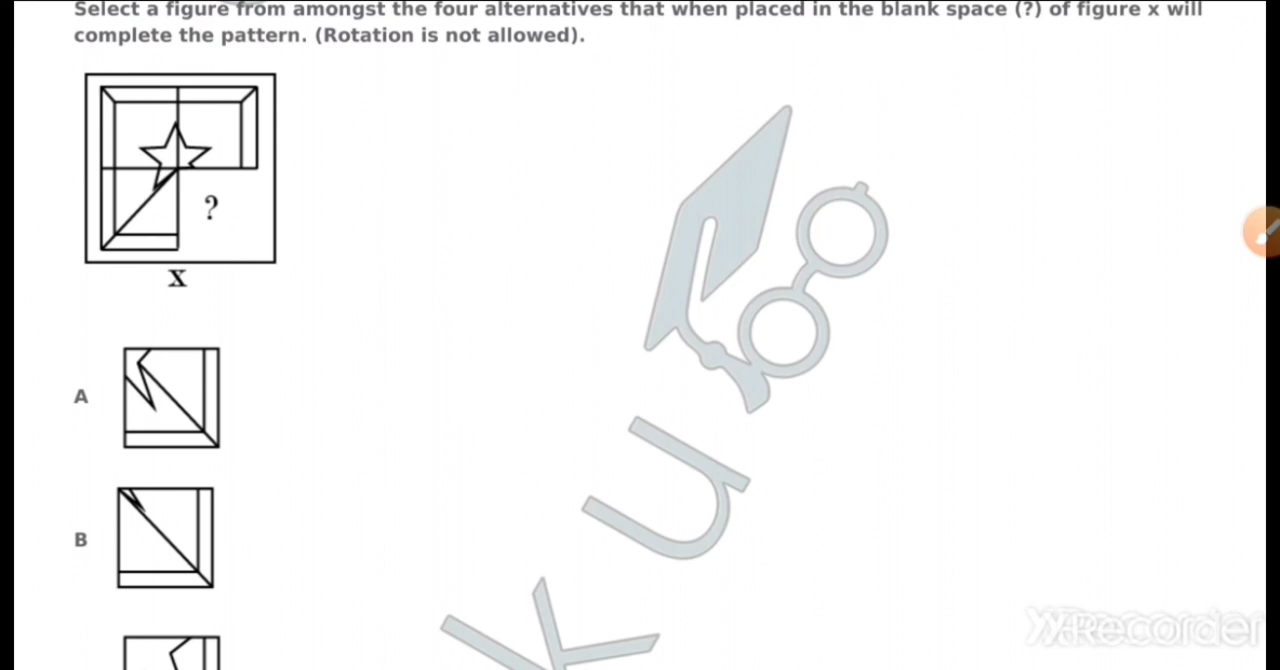 Select a figure from amongst the four alternatives that when placed in the blank space (?) of figure x will
complete the pattern. (Rotation is not allowed).
?
X
A
B
k u
XRecorder